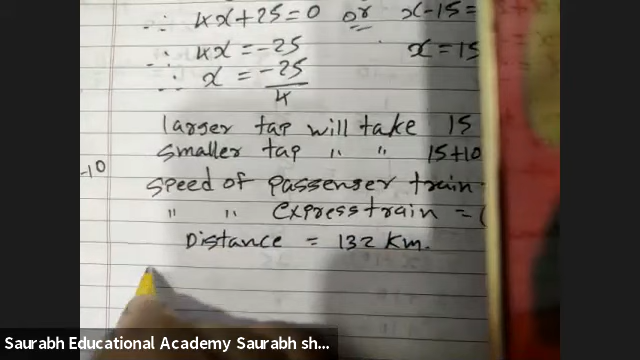 ∴ 4x+25=0 or x-15=
∴ 4x = -25 x = 15
∴ x = -25/4
larger tap will take 15
smaller tap " " 15+10
-10
speed of passenger train
" " Express train = (
Distance = 132 km.
Saurabh Educational Academy Saurabh sh...